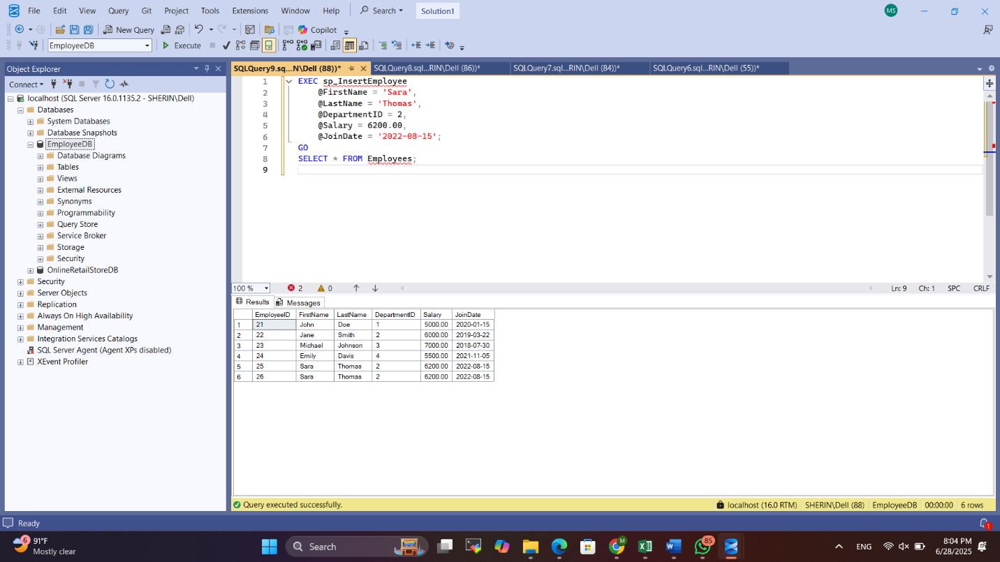 File Edit View Query Git Project Tools Extensions Window Help Search Solution1 MS
New Query DAX Copilot
EmployeeDB Execute
Object Explorer
Connect
localhost (SQL Server 16.0.1135.2 - SHERIN\Dell)
Databases
System Databases
Database Snapshots
EmployeeDB
Database Diagrams
Tables
Views
External Resources
Synonyms
Programmability
Query Store
Service Broker
Storage
Security
OnlineRetailStoreDB
Security
Server Objects
Replication
Always On High Availability
Management
Integration Services Catalogs
SQL Server Agent (Agent XPs disabled)
XEvent Profiler
SQLQuery9.sq...N\Dell (88))* SQLQuery8.sql...RIN\Dell (86))* SQLQuery7.sql...RIN\Dell (84))* SQLQuery6.sql...RIN\Dell (55))*
1 EXEC sp_InsertEmployee
2 @FirstName = 'Sara',
3 @LastName = 'Thomas',
4 @DepartmentID = 2,
5 @Salary = 6200.00,
6 @JoinDate = '2022-08-15';
7 GO
8 SELECT * FROM Employees;
9
100 % 2 0 Ln: 9 Ch: 1 SPC CRLF
Results Messages
EmployeeID FirstName LastName DepartmentID Salary JoinDate
1 21 John Doe 1 5000.00 2020-01-15
2 22 Jane Smith 2 6000.00 2019-03-22
3 23 Michael Johnson 3 7000.00 2018-07-30
4 24 Emily Davis 4 5500.00 2021-11-05
5 25 Sara Thomas 2 6200.00 2022-08-15
6 26 Sara Thomas 2 6200.00 2022-08-15
Query executed successfully. localhost (16.0 RTM) SHERIN\Dell (88) EmployeeDB 00:00:00 6 rows
Ready 1
6 91°F
Mostly clear
Search
M
85
ENG
8:04 PM
6/28/2025